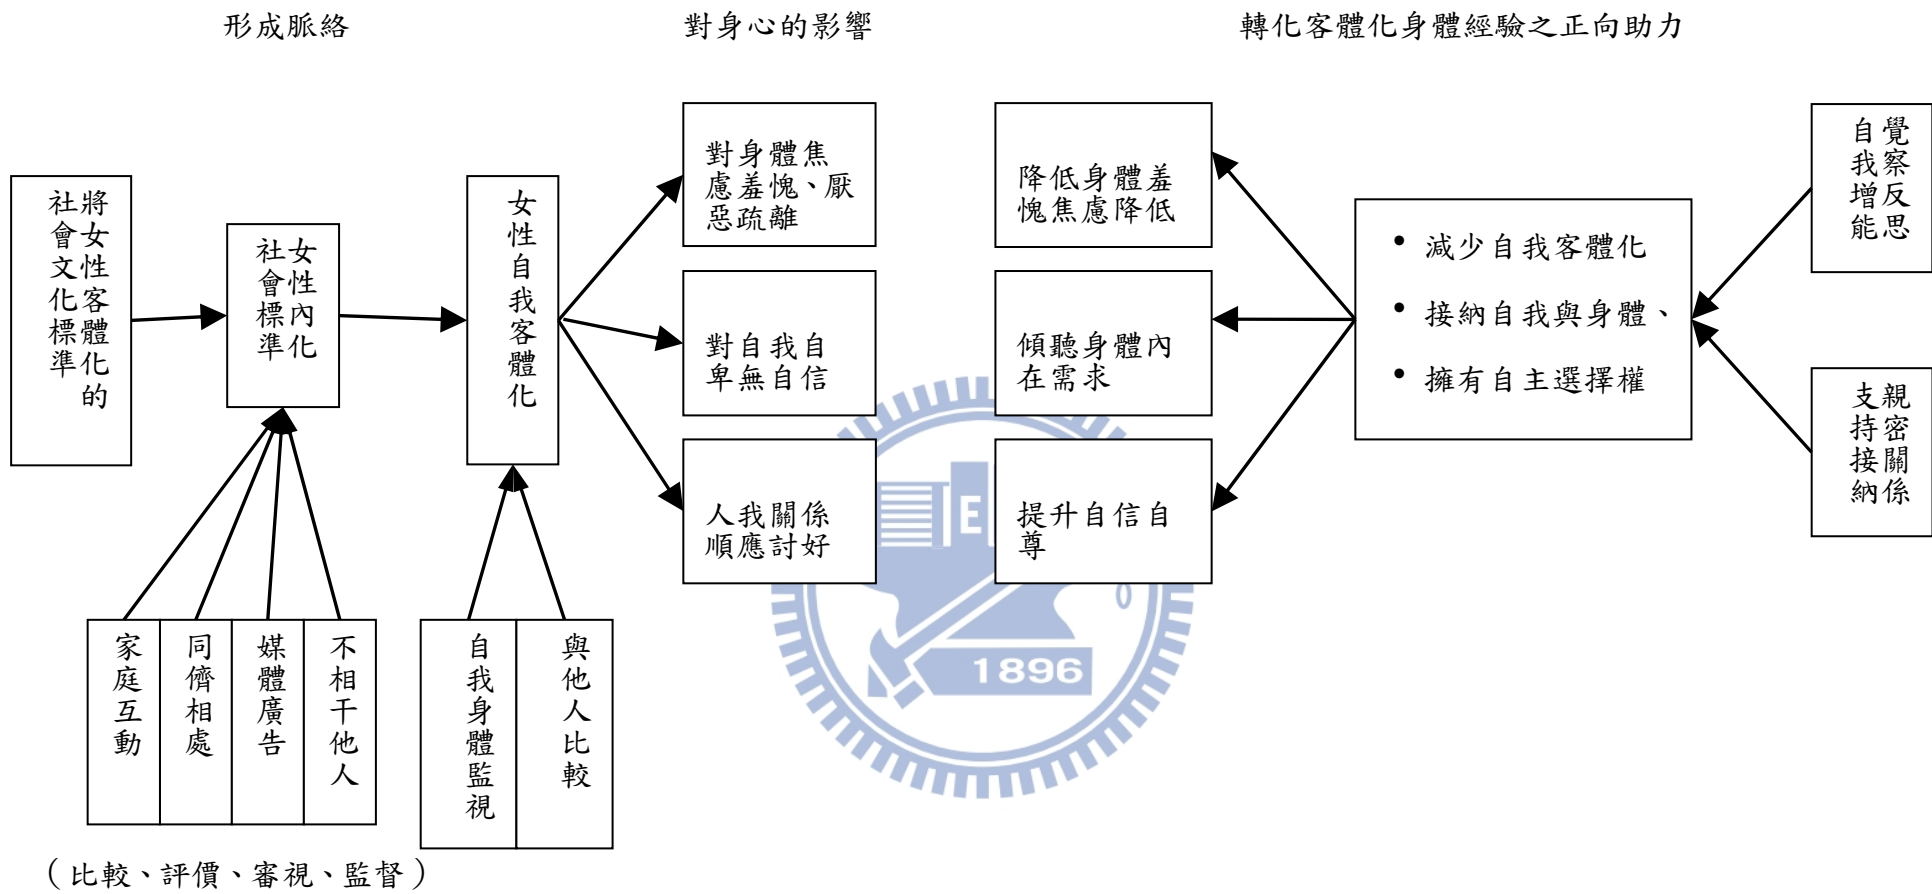 形成脈絡
對身心的影響
轉化客體化身體經驗之正向助力
將女性客體化的
社會文化標準
女性內化
社會標準
女性自我客體化
對身體焦
慮羞愧、厭
惡疏離
對自我自
卑無自信
人我關係
順應討好
降低身體羞
愧焦慮降低
傾聽身體內
在需求
提升自信自
尊
• 減少自我客體化
• 接納自我與身體、
• 擁有自主選擇權
覺察反思
自我增能
親密關係
支持接納
家庭互動
同儕相處
媒體廣告
不相干他人
自我身體監視
與他人比較
（比較、評價、審視、監督）
E
1896